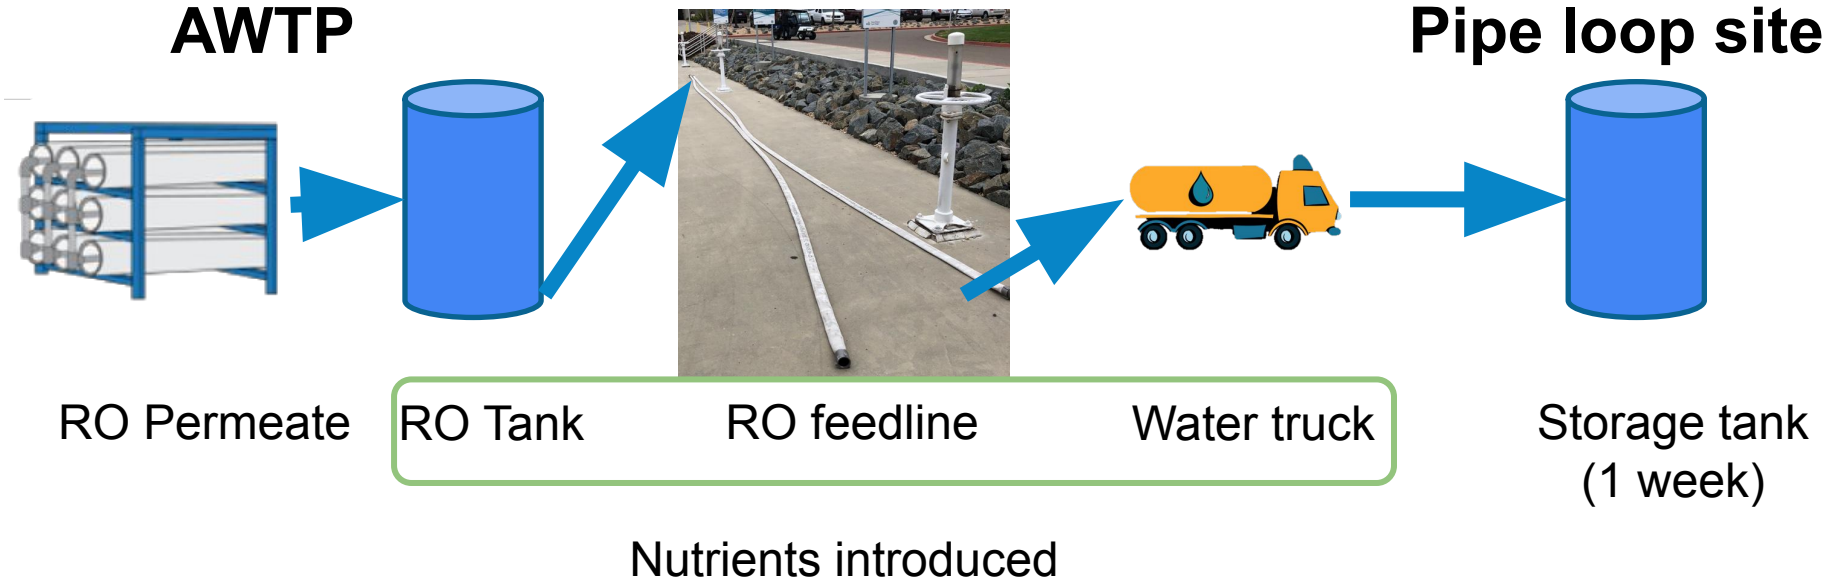 AWTP
Pipe loop site
RO Permeate
RO Tank
RO feedline
Water truck
Storage tank
(1 week)
Nutrients introduced